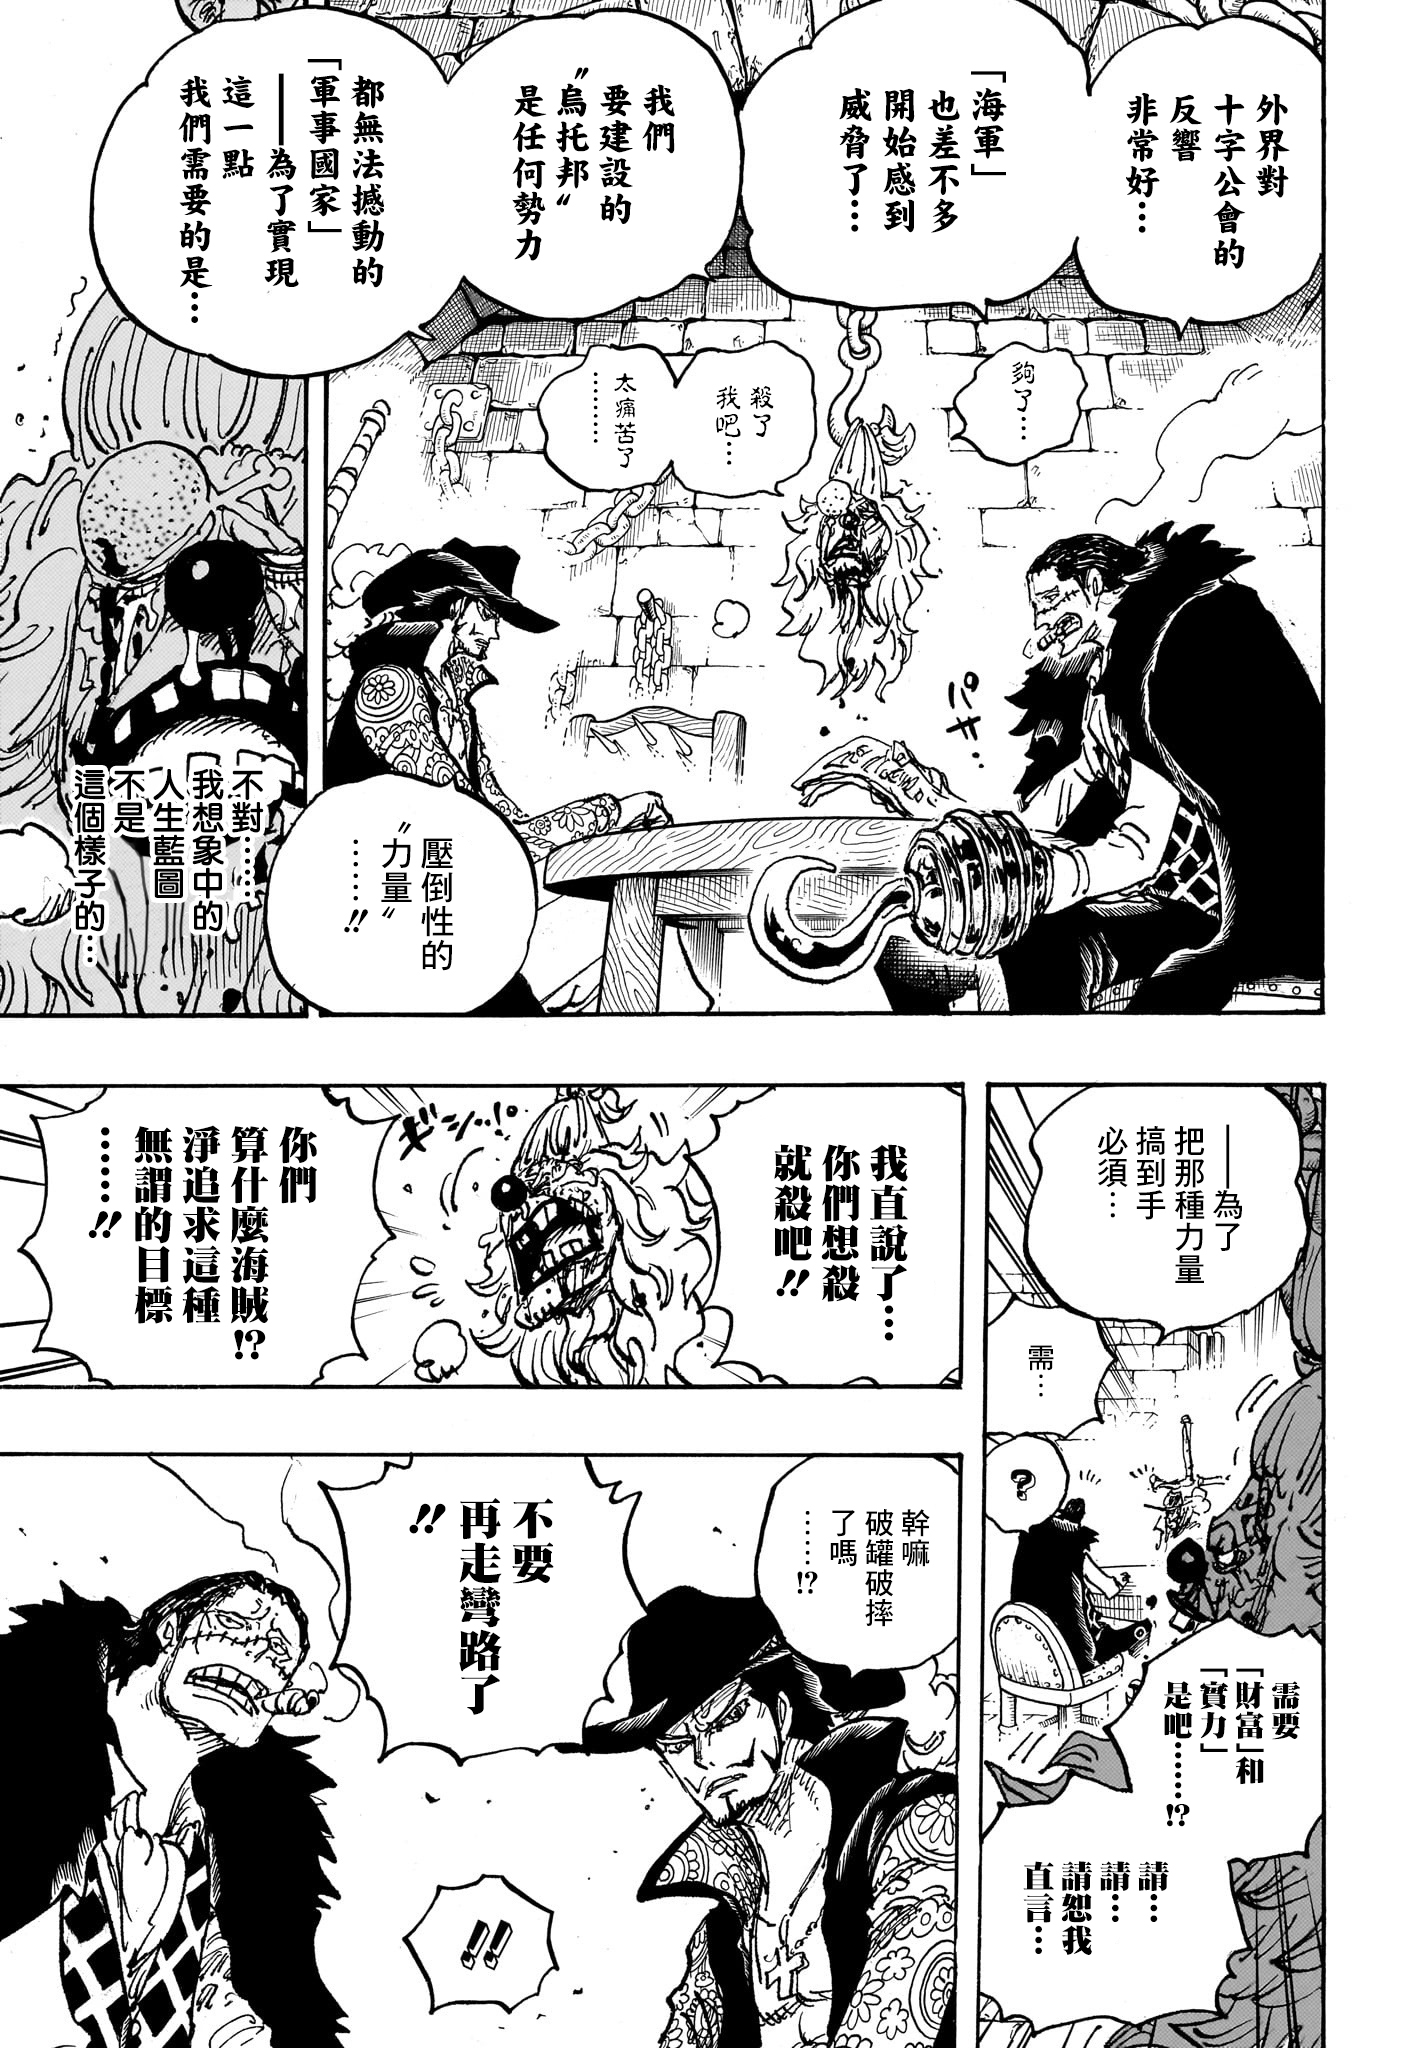 外界對
十字公會的
反響
非常好…
「海軍」
也差不多
開始感到
威脅了…
我們
要建設的
〝烏托邦〞
是任何勢力
都無法撼動的
「軍事國家」
——為了實現
這一點
我們需要的是…
夠了…
殺了
我吧…
太痛苦了
………
パサ…
壓倒性的
〝力量〞
……!!
不對……
我想象中的
人生藍圖
不是
這個樣子的…
——為了
把那種力量
搞到手
必須…
需…
?
需要
「財富」和
「實力」
是吧……!?
請…
請…
請恕我
直言…
我直說了…
你們想殺
就殺吧!!
ギシ…!
你們
算什麼海賊!?
淨追求這種
無謂的目標
……!!
幹嘛
破罐破摔
了嗎
……!?
不要
再走彎路了
!!
!!